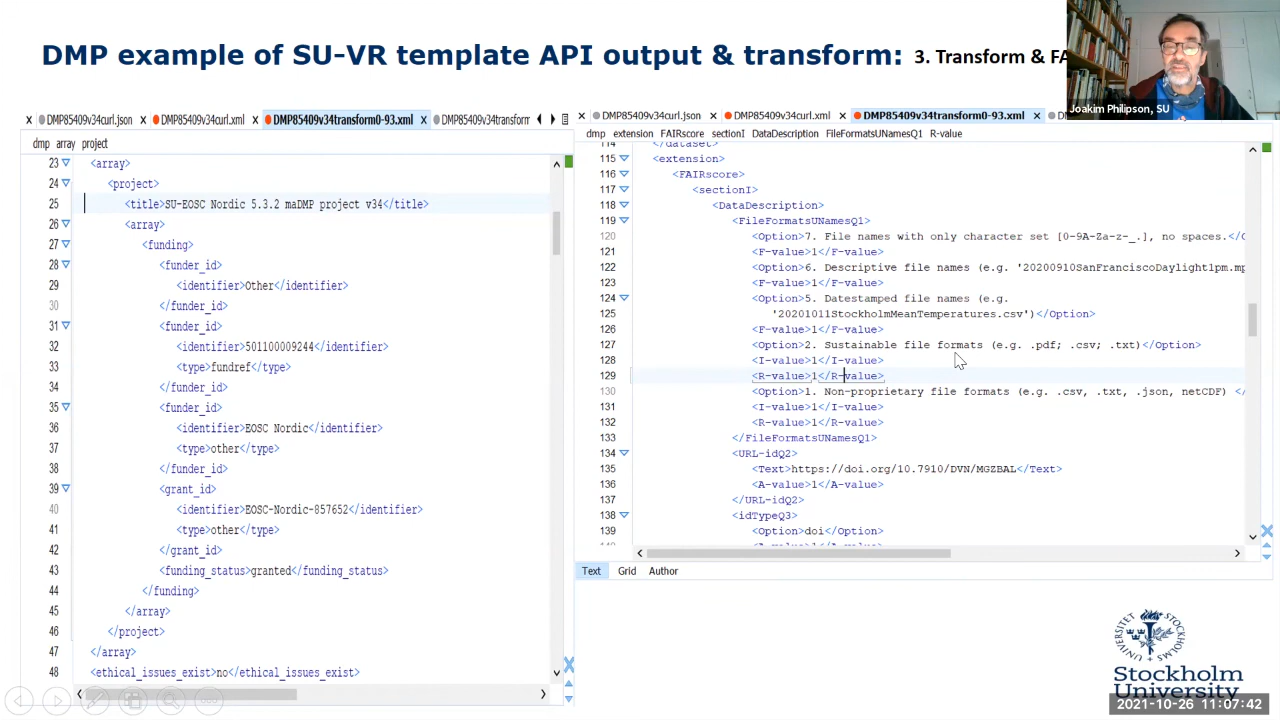 DMP example of SU-VR template API output & transform: 3. Transform & FA
Joakim Philipson, SU
DMP85409v34curl.json
DMP85409v34curl.xml
DMP85409v34transform0-93.xml
DMP85409v34transforn
dmp array project
23 <array>
24 <project>
25 <title>SU-EOSC Nordic 5.3.2 maDMP project v34</title>
26 <array>
27 <funding>
28 <funder_id>
29 <identifier>Other</identifier>
30 </funder_id>
31 <funder_id>
32 <identifier>501100009244</identifier>
33 <type>fundref</type>
34 </funder_id>
35 <funder_id>
36 <identifier>EOSC Nordic</identifier>
37 <type>other</type>
38 </funder_id>
39 <grant_id>
40 <identifier>EOSC-Nordic-857652</identifier>
41 <type>other</type>
42 </grant_id>
43 <funding_status>granted</funding_status>
44 </funding>
45 </array>
46 </project>
47 </array>
48 <ethical_issues_exist>no</ethical_issues_exist>
DMP85409v34curl.json
DMP85409v34curl.xml
DMP85409v34transform0-93.xml
dmp extension FAIRscore sectionI DataDescription FileFormatsUNamesQ1 R-value
114 </dataset>
115 <extension>
116 <FAIRscore>
117 <sectionI>
118 <DataDescription>
119 <FileFormatsUNamesQ1>
120 <Option>7. File names with only character set [0-9A-Za-z-_.], no spaces.</
121 <F-value>1</F-value>
122 <Option>6. Descriptive file names (e.g. '20200910SanFranciscoDaylight1pm.mp
123 <F-value>1</F-value>
124 <Option>5. Datestamped file names (e.g.
125 '20201011StockholmMeanTemperatures.csv')</Option>
126 <F-value>1</F-value>
127 <Option>2. Sustainable file formats (e.g. .pdf; .csv; .txt)</Option>
128 <I-value>1</I-value>
129 <R-value>1</R-value>
130 <Option>1. Non-proprietary file formats (e.g. .csv, .txt, .json, netCDF) </
131 <I-value>1</I-value>
132 <R-value>1</R-value>
133 </FileFormatsUNamesQ1>
134 <URL-idQ2>
135 <Text>https://doi.org/10.7910/DVN/MGZBAL</Text>
136 <A-value>1</A-value>
137 </URL-idQ2>
138 <idTypeQ3>
139 <Option>doi</Option>
Text Grid Author
Stockholm
University
2021-10-26 11:07:42